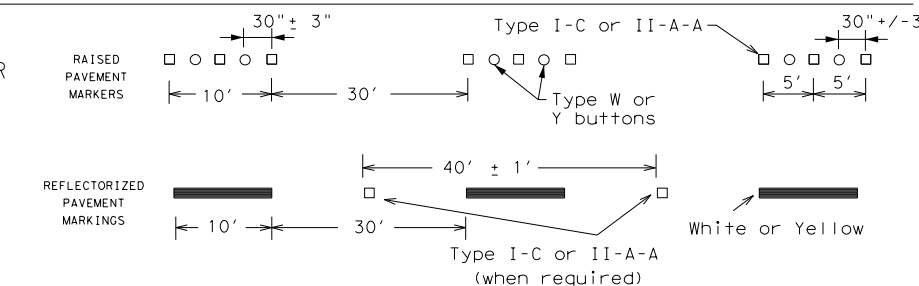 30"± 3"
Type I-C or II-A-A
30"+/-3
R
RAISED
PAVEMENT
MARKERS
10'
30'
5'
5'
Type W or
Y buttons
40' ± 1'
REFLECTORIZED
PAVEMENT
MARKINGS
10'
30'
White or Yellow
Type I-C or II-A-A
(when required)